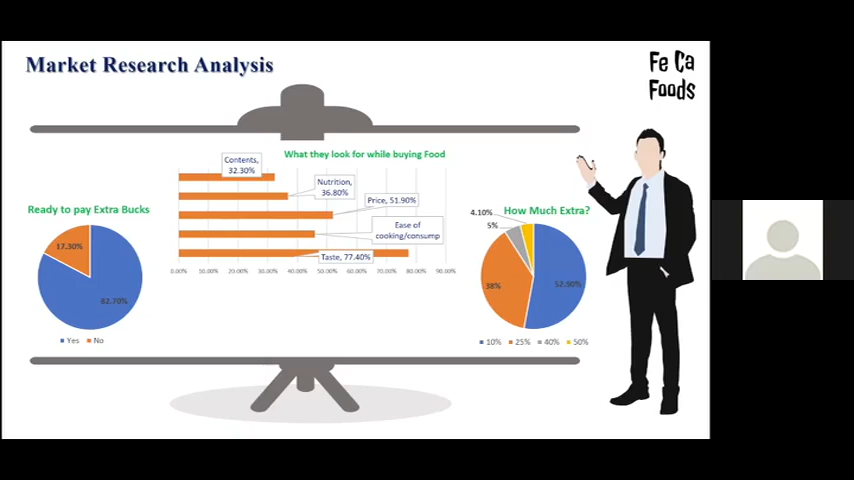 Market Research Analysis
Fe Ca
Foods
What they look for while buying Food
Contents,
32.30%
Nutrition,
36.80%
Price, 51.90%
Ease of
cooking/consump
Taste, 77.40%
0.00% 10.00% 20.00% 30.00% 40.00% 50.00% 60.00% 70.00% 80.00% 90.00%
Ready to pay Extra Bucks
17.30%
82.70%
Yes No
How Much Extra?
4.10%
5%
38%
52.90%
10% 25% 40% 50%